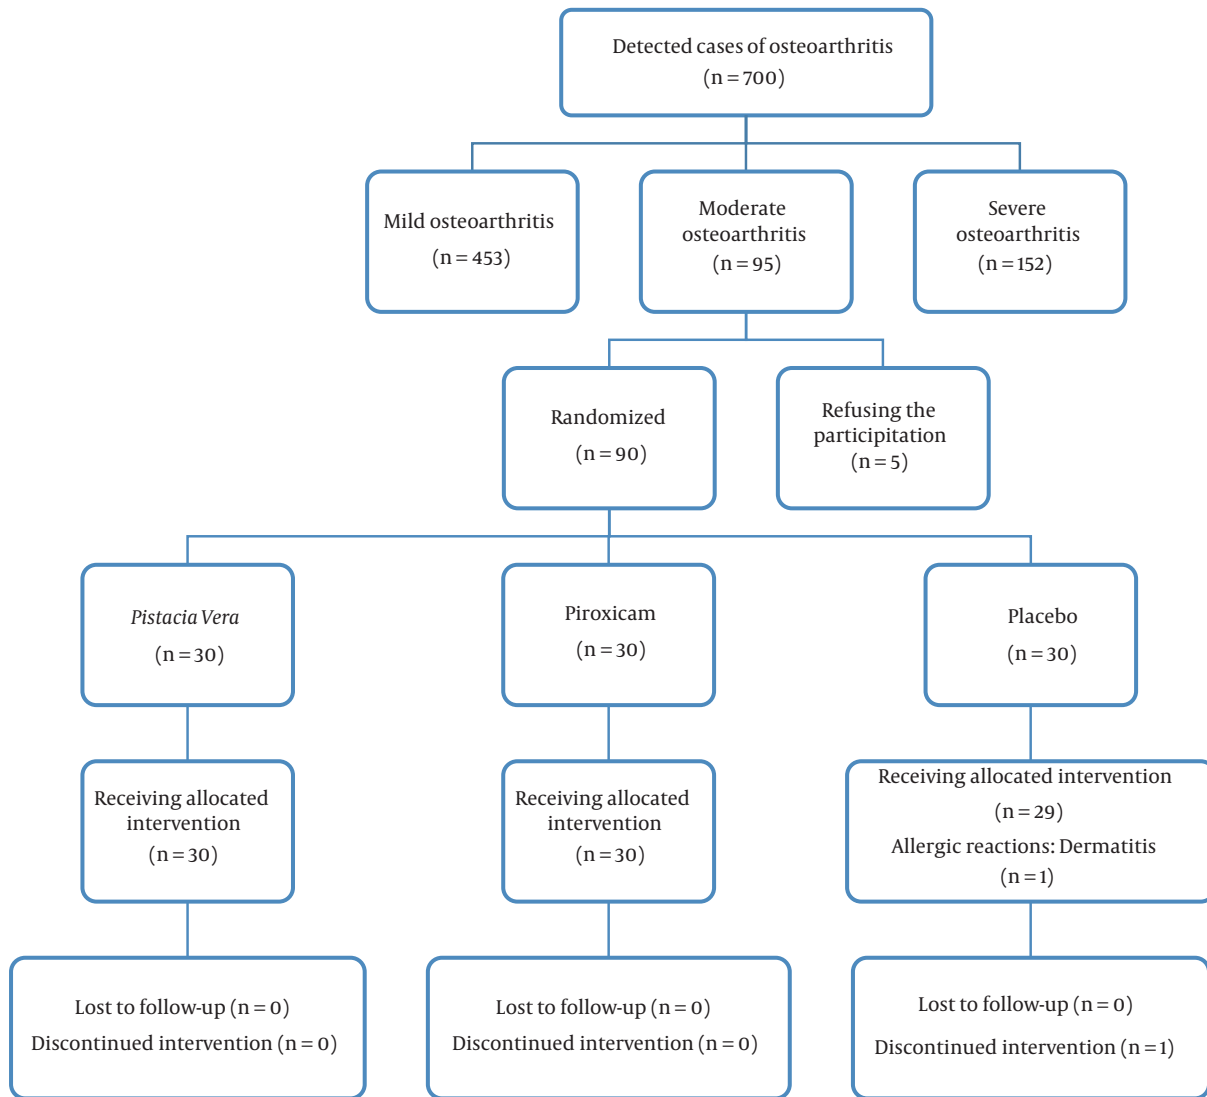 Detected cases of osteoarthritis
(n = 700)
Mild osteoarthritis
(n = 453)
Moderate
osteoarthritis
(n = 95)
Severe
osteoarthritis
(n = 152)
Randomized
(n = 90)
Refusing the
participitation
(n = 5)
Pistacia Vera
(n = 30)
Piroxicam
(n = 30)
Placebo
(n = 30)
Receiving allocated
intervention
(n = 30)
Receiving allocated
intervention
(n = 30)
Receiving allocated intervention
(n = 29)
Allergic reactions: Dermatitis
(n = 1)
Lost to follow-up (n = 0)
Discontinued intervention (n = 0)
Lost to follow-up (n = 0)
Discontinued intervention (n = 0)
Lost to follow-up (n = 0)
Discontinued intervention (n = 1)